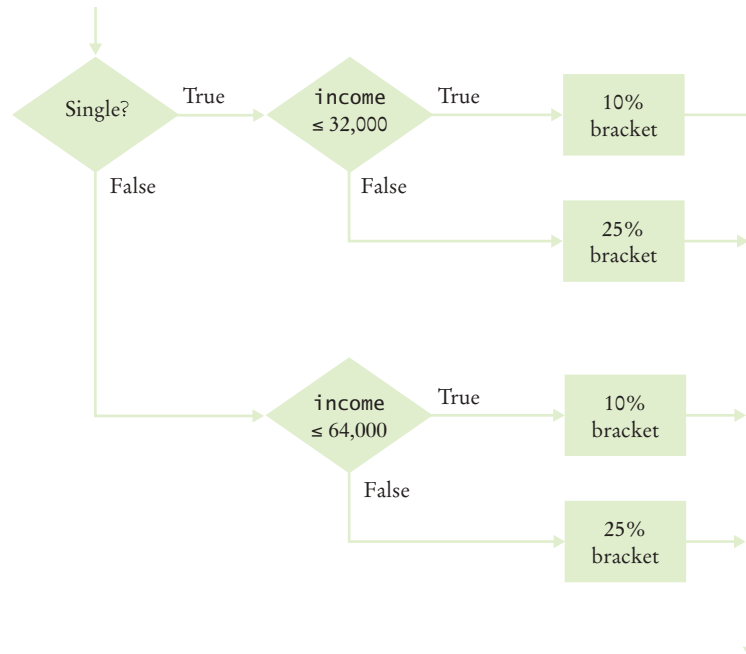 Single?
True
income
≤ 32,000
True
10%
bracket
False
False
25%
bracket
income
≤ 64,000
True
10%
bracket
False
25%
bracket